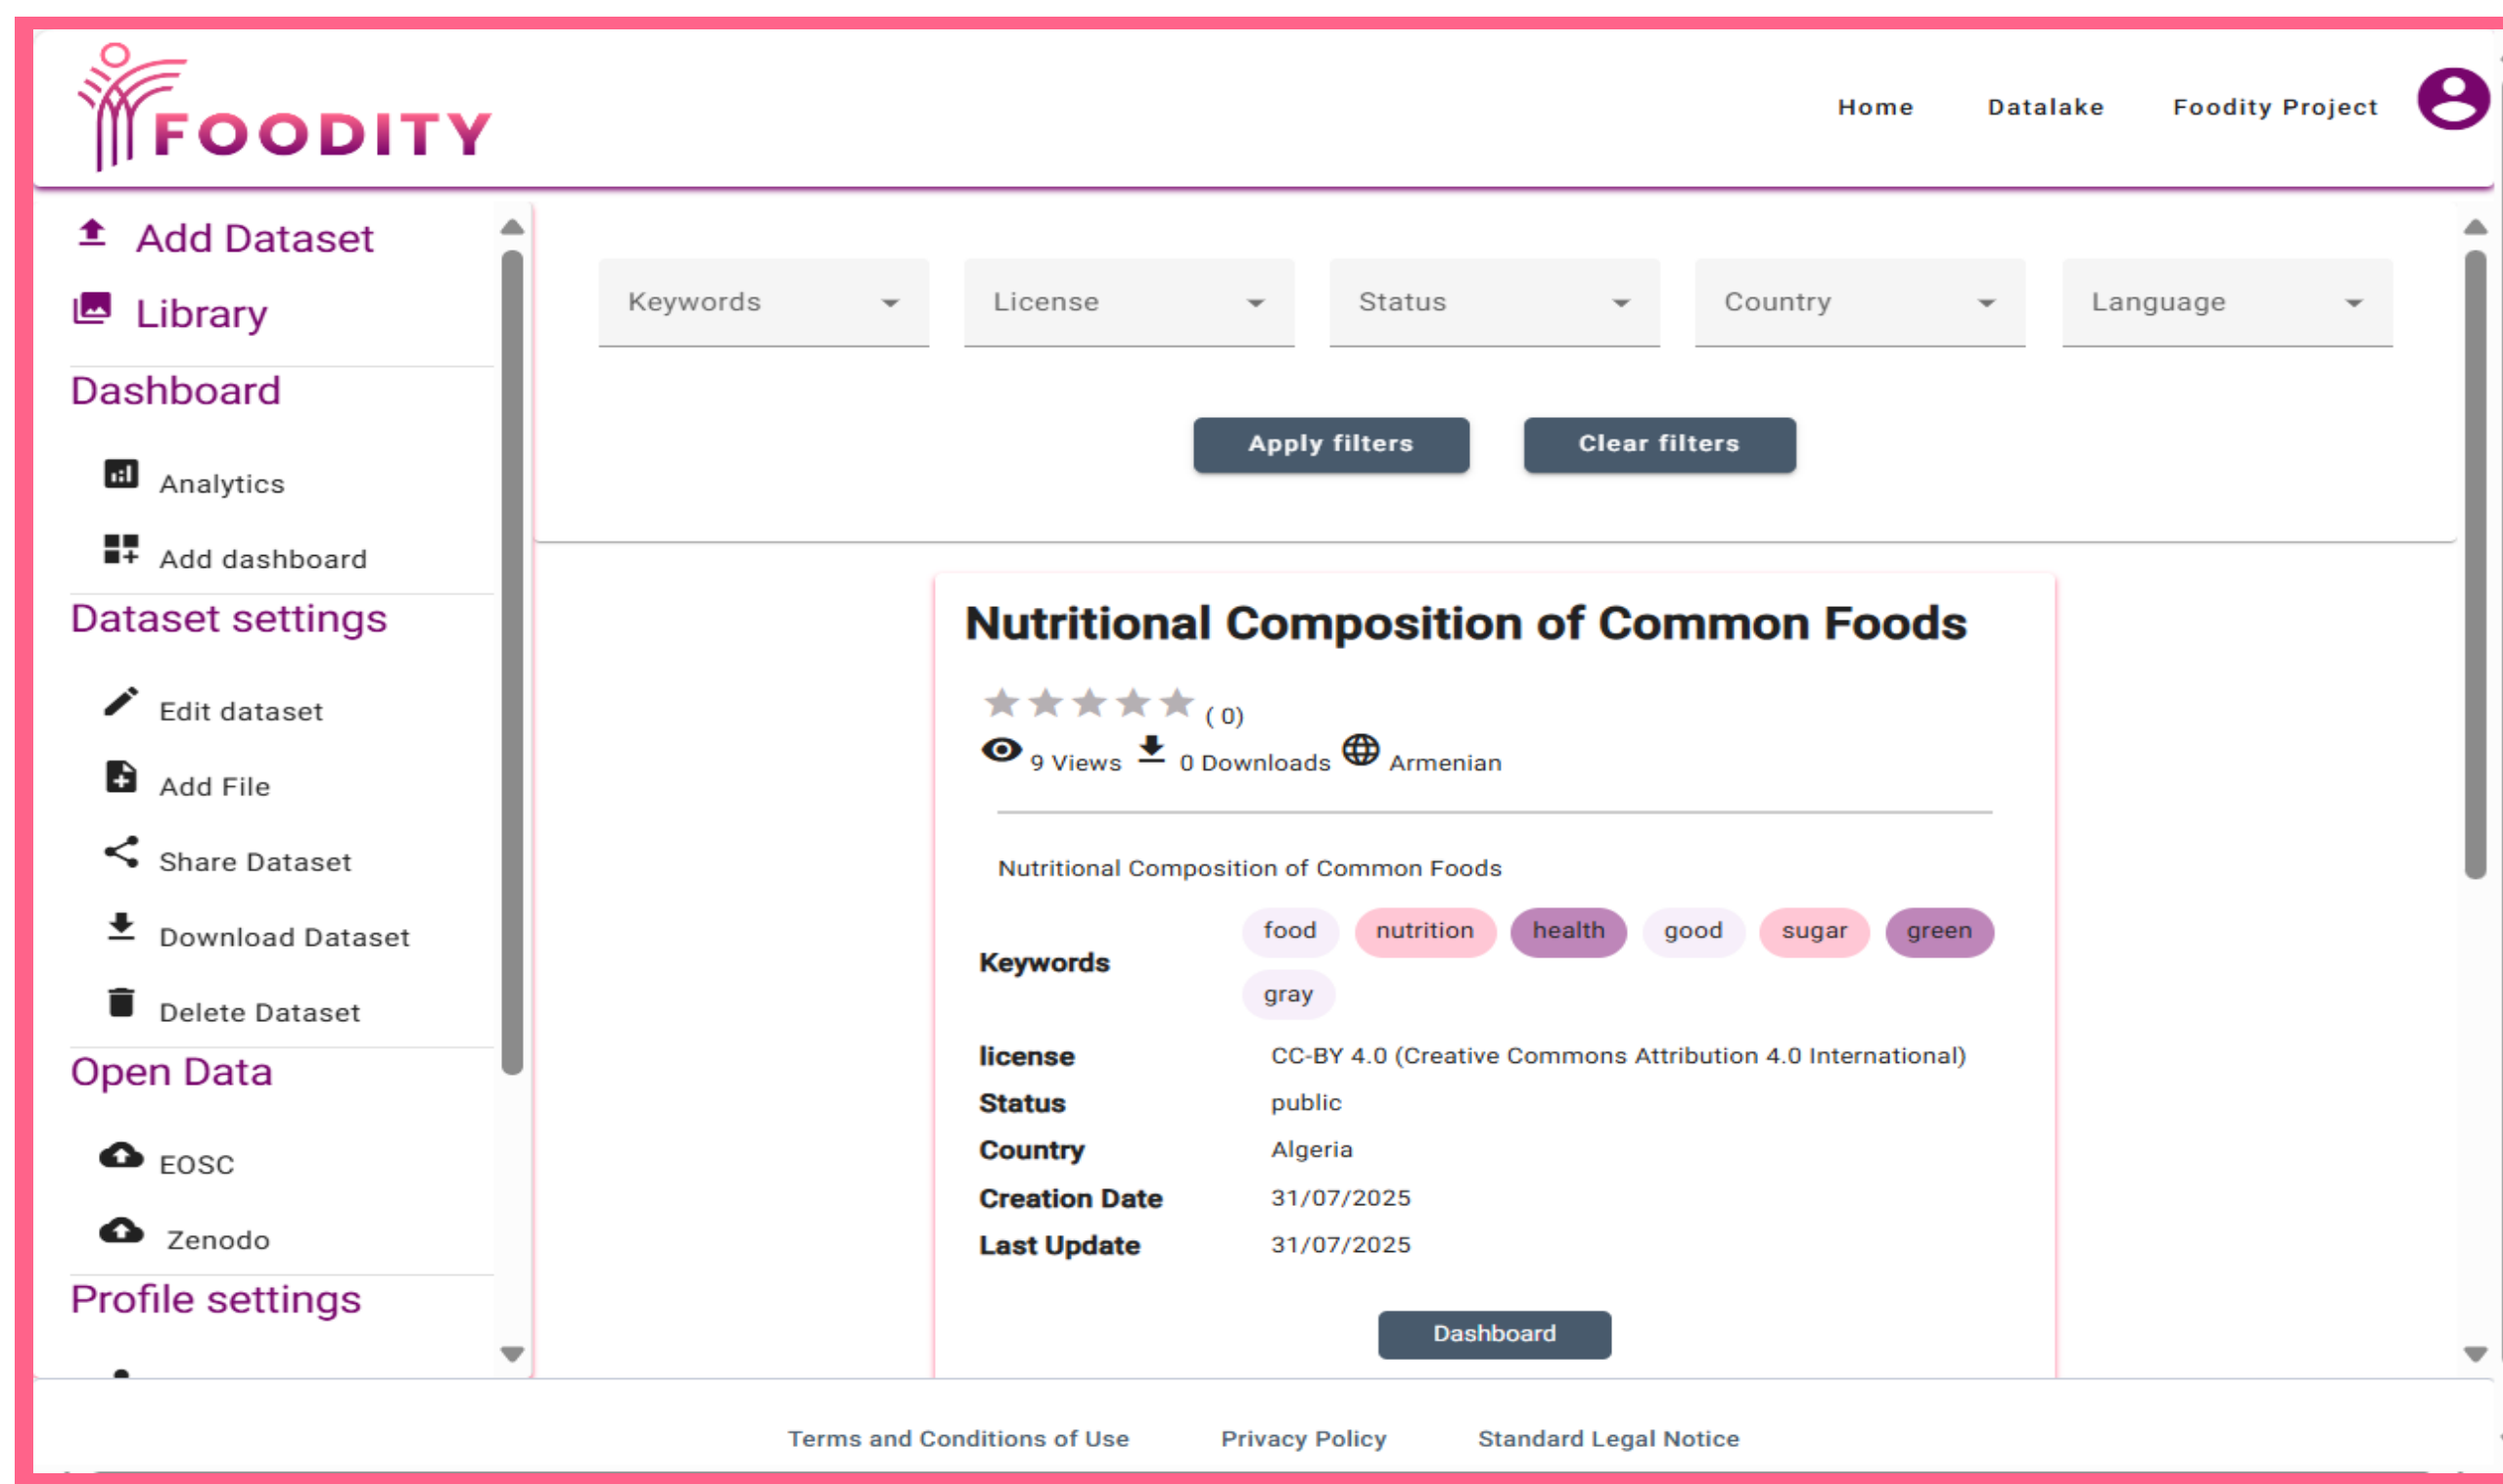 FOODITY
Home Datalake Foodity Project
Add Dataset
Library
Dashboard
Analytics
Add dashboard
Dataset settings
Edit dataset
Add File
Share Dataset
Download Dataset
Delete Dataset
Open Data
EOSC
Zenodo
Profile settings
Keywords License Status Country Language
Apply filters Clear filters
Nutritional Composition of Common Foods
( 0)
9 Views 0 Downloads Armenian
Nutritional Composition of Common Foods
Keywords food nutrition health good sugar green
gray
license CC-BY 4.0 (Creative Commons Attribution 4.0 International)
Status public
Country Algeria
Creation Date 31/07/2025
Last Update 31/07/2025
Dashboard
Terms and Conditions of Use Privacy Policy Standard Legal Notice